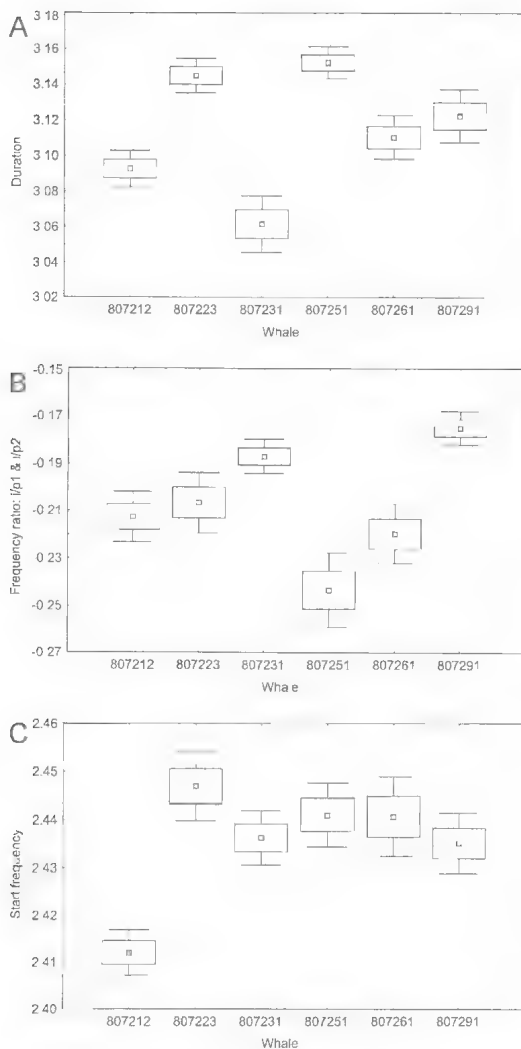 A
3 18
3.16
3.14
3.12
3.10
3.08
3.06
3 04
3 02
Duration
807212 807223 807231 807251 807261 807291
Whale
B
-0.15
-0.17
-0.19
-0.21
-0 23
-0.25
-0 27
Frequency ratio: i/p1 & i/p2
807212 807223 807231 807251 807261 807291
Wha e
C
2.46
2.45
2.44
2.43
2 42
2.41
2 40
Start frequency
807212 807223 807231 807251 807261 807291
Whale